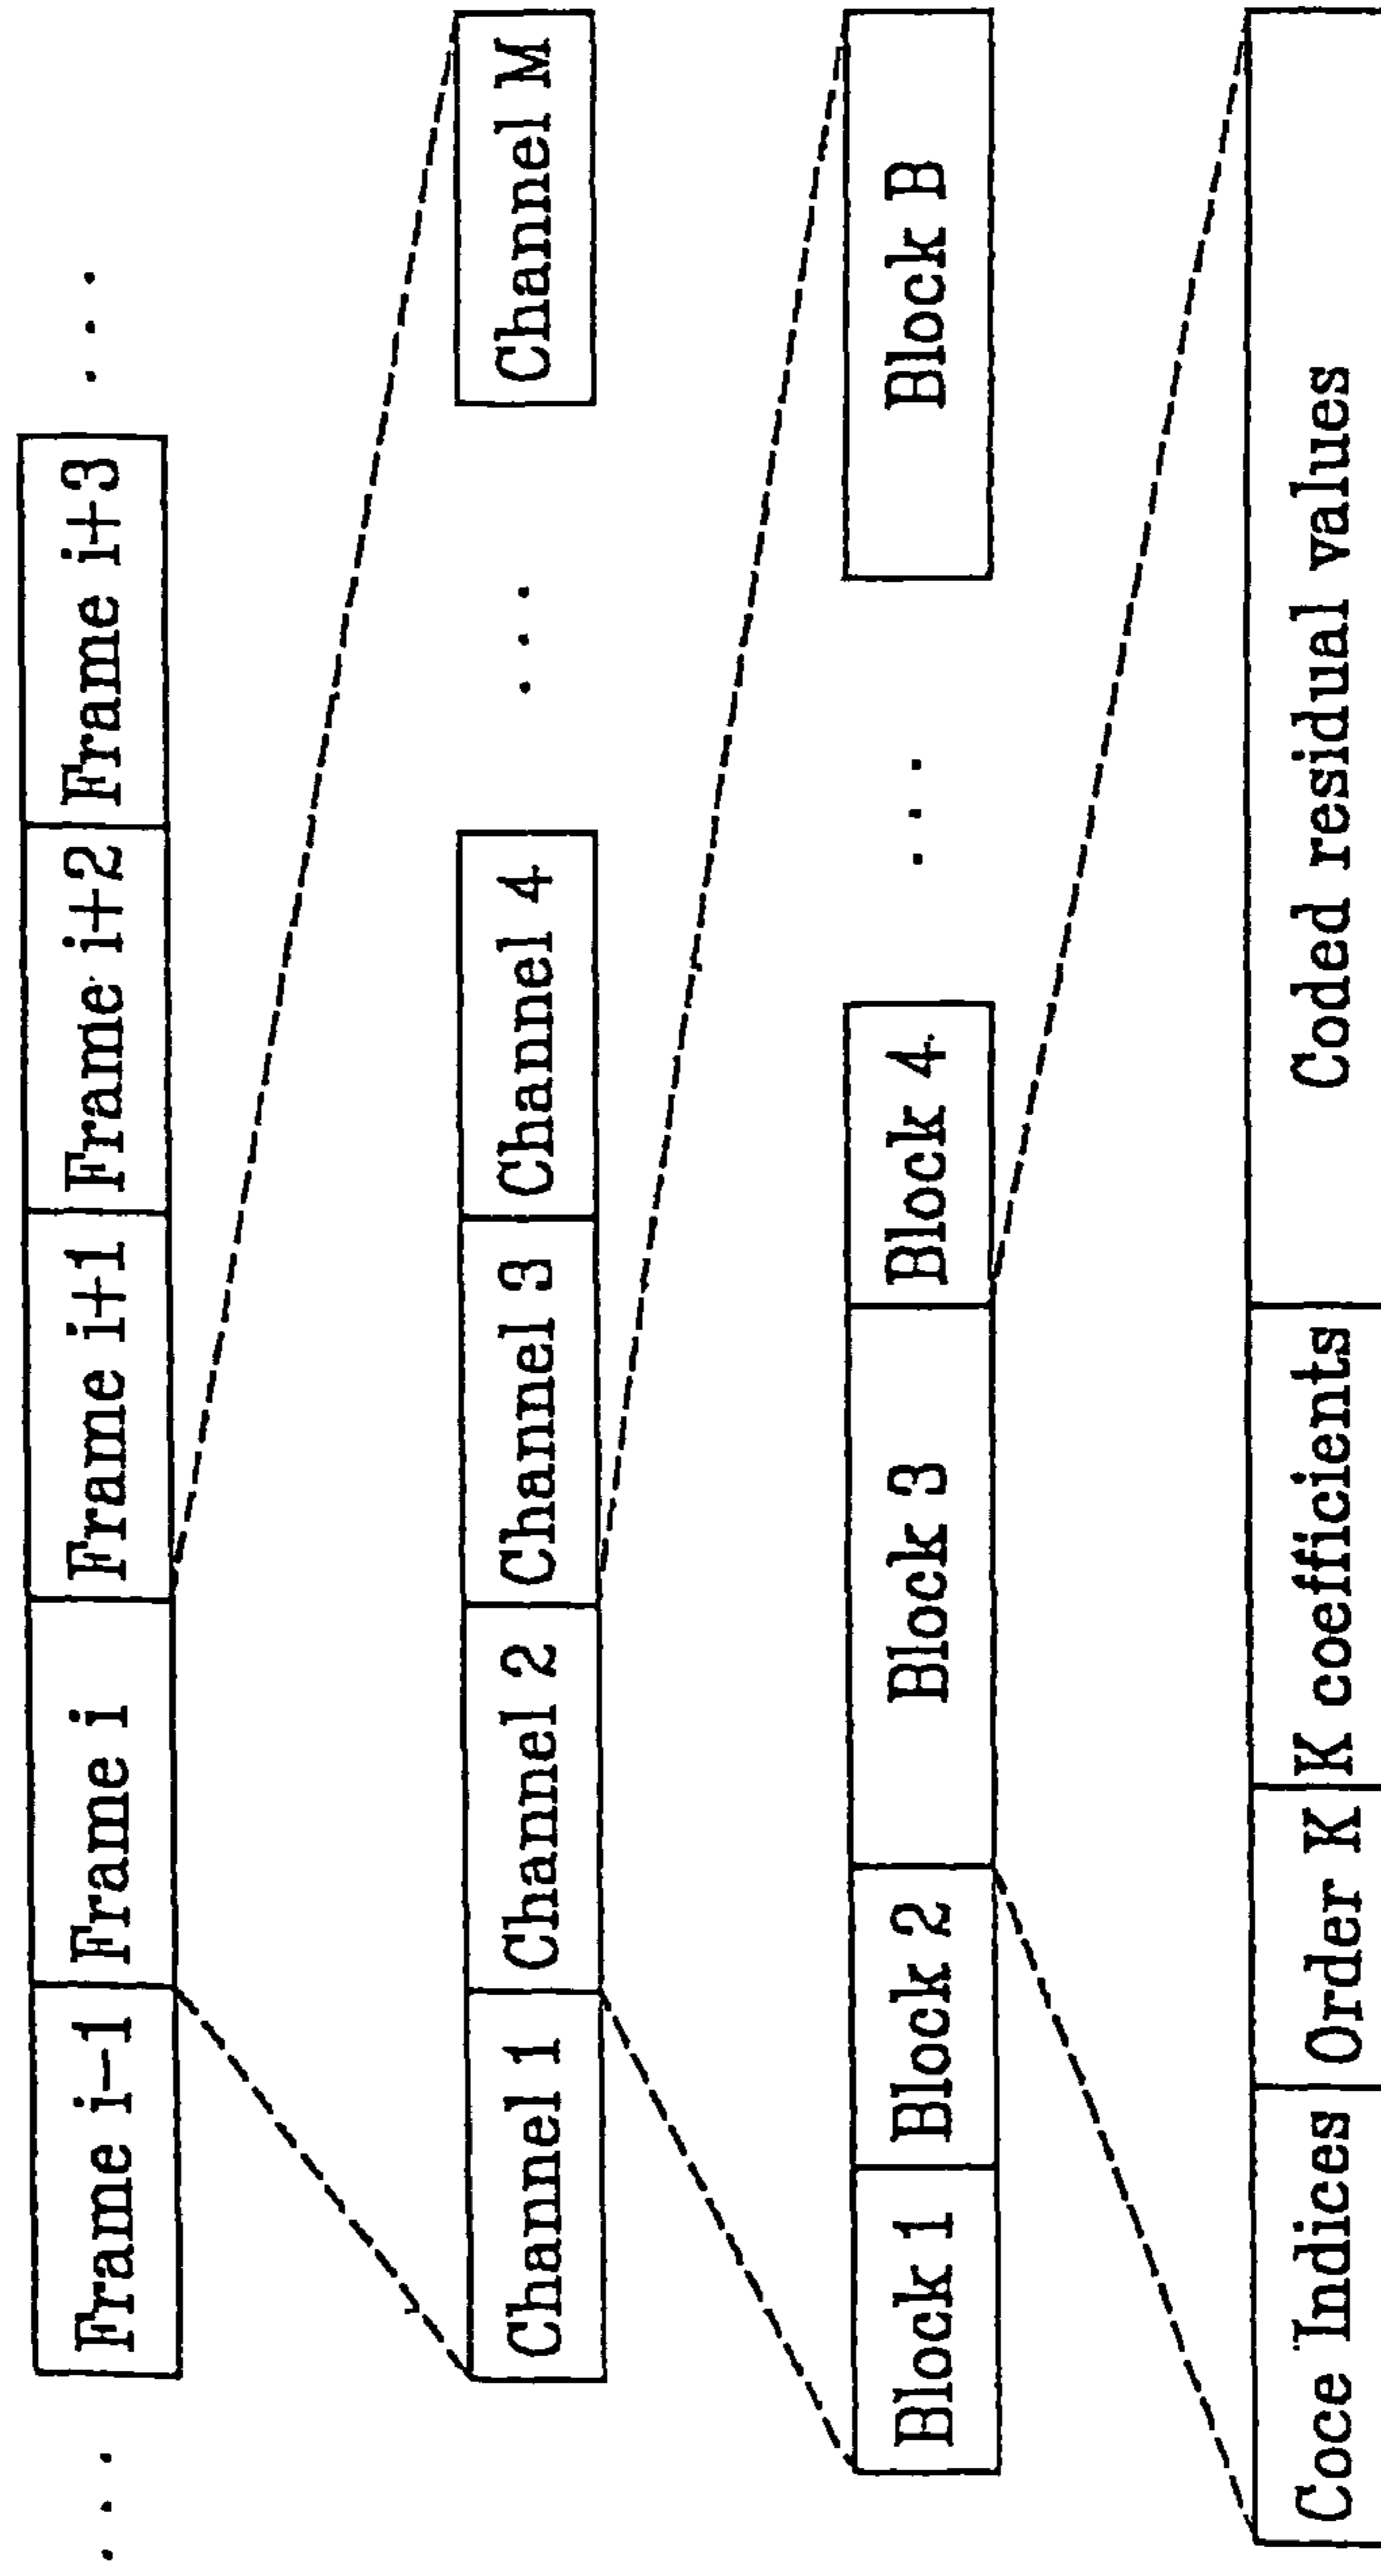 ... Frame i-1 Frame i Frame i+1 Frame i+2 Frame i+3 ...
Channel 1 Channel 2 Channel 3 Channel 4 ... Channel M
Block 1 Block 2 Block 3 Block 4 ... Block B
Coce Indices Order K K coefficients Coded residual values